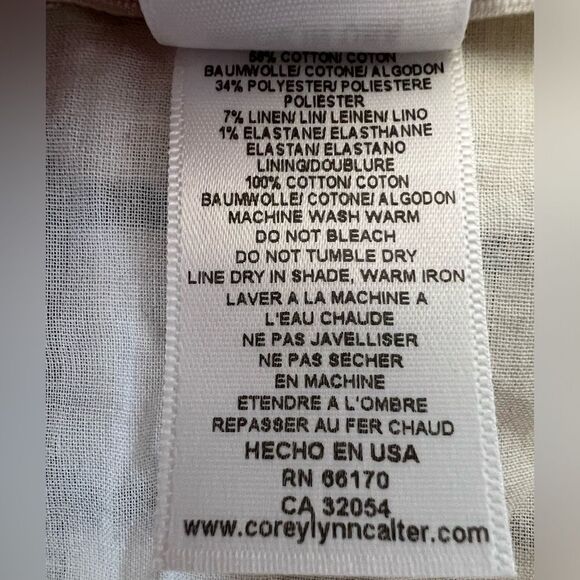 58% COTTON/ COTON
BAUMWOLLE/ COTONE/ ALGODON
34% POLYESTER/ POLIESTERE
POLIESTER
7% LINEN/ LIN/ LEINEN/ LINO
1% ELASTANE/ ELASTHANNE
ELASTAN/ ELASTANO
LINING/DOUBLURE
100% COTTON/ COTON
BAUMWOLLE/ COTONE/ ALGODON
MACHINE WASH WARM
DO NOT BLEACH
DO NOT TUMBLE DRY
LINE DRY IN SHADE, WARM IRON
LAVER A LA MACHINE A
L'EAU CHAUDE
NE PAS JAVELLISER
NE PAS SECHER
EN MACHINE
ETENDRE A L'OMBRE
REPASSER AU FER CHAUD
HECHO EN USA
RN 66170
CA 32054
www.coreylynncalter.com